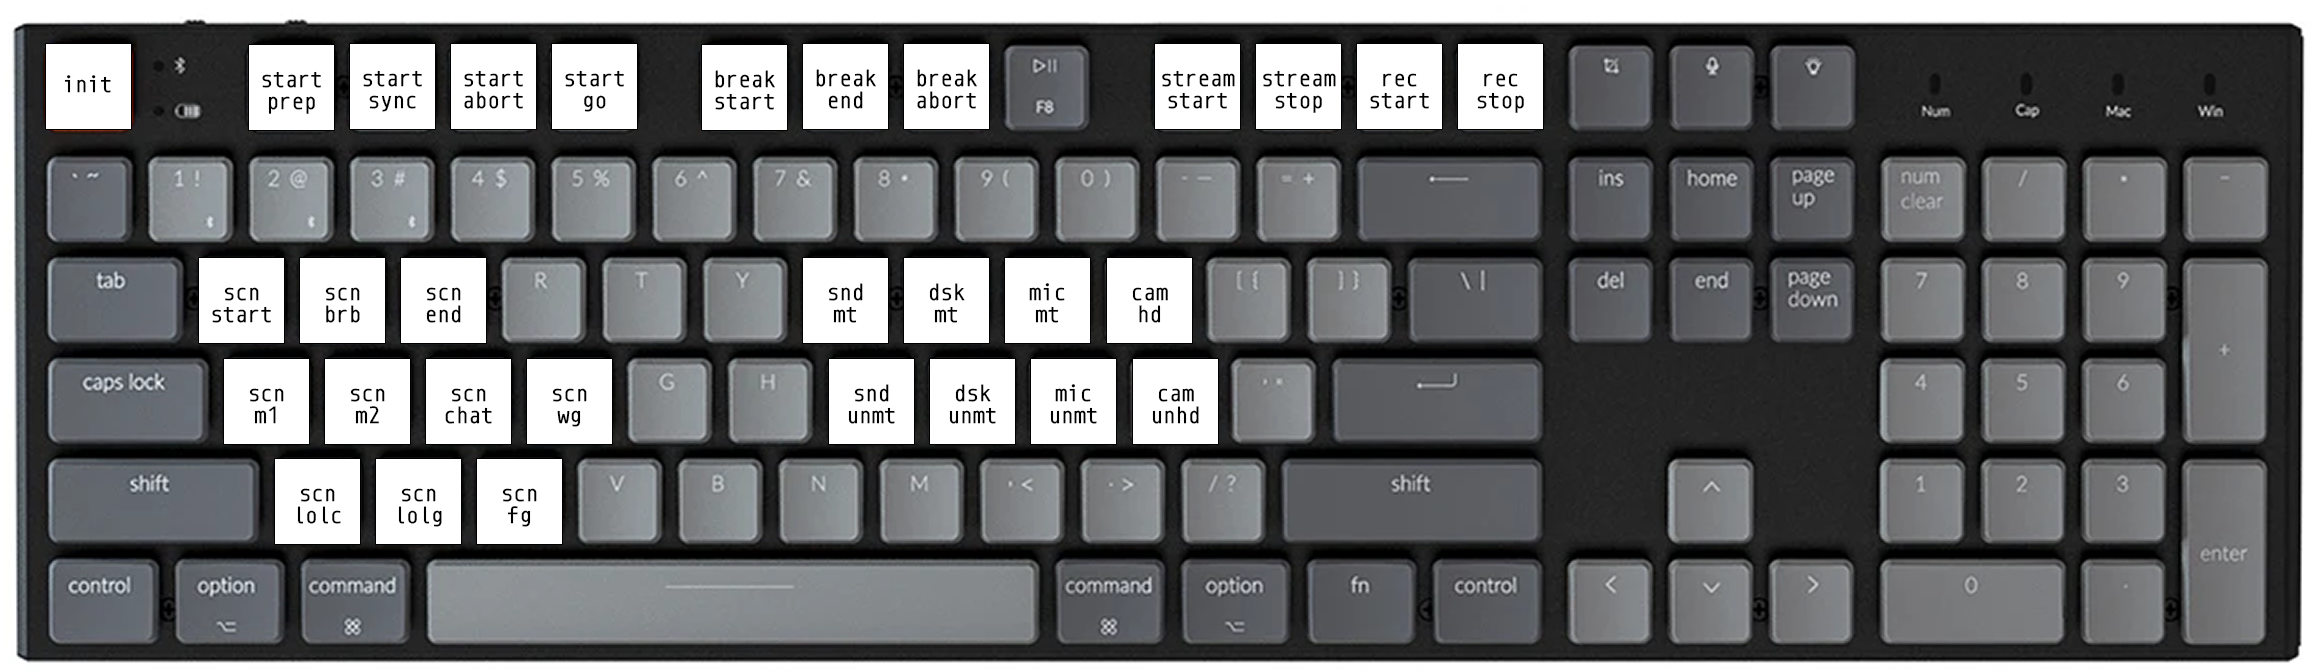 init
start
prep
start
sync
start
abort
start
go
break
start
break
end
break
abort
F8
stream
start
stream
stop
rec
start
rec
stop
Num
Cap
Mac
Win
` ~
1 !
2 @
3 #
4 $
5 %
6 ^
7 &
8 *
9 (
0 )
- —
= +
ins
home
page
up
num
clear
/
*
-
tab
scn
start
scn
brb
scn
end
R
T
Y
snd
mt
dsk
mt
mic
mt
cam
hd
[ {
] }
\ |
del
end
page
down
7
8
9
+
caps lock
scn
m1
scn
m2
scn
chat
scn
wg
G
H
snd
unmt
dsk
unmt
mic
unmt
cam
unhd
' "
4
5
6
shift
scn
lolc
scn
lolg
scn
fg
V
B
N
M
, <
. >
/ ?
shift
1
2
3
enter
control
option
command
command
option
fn
control
0
.